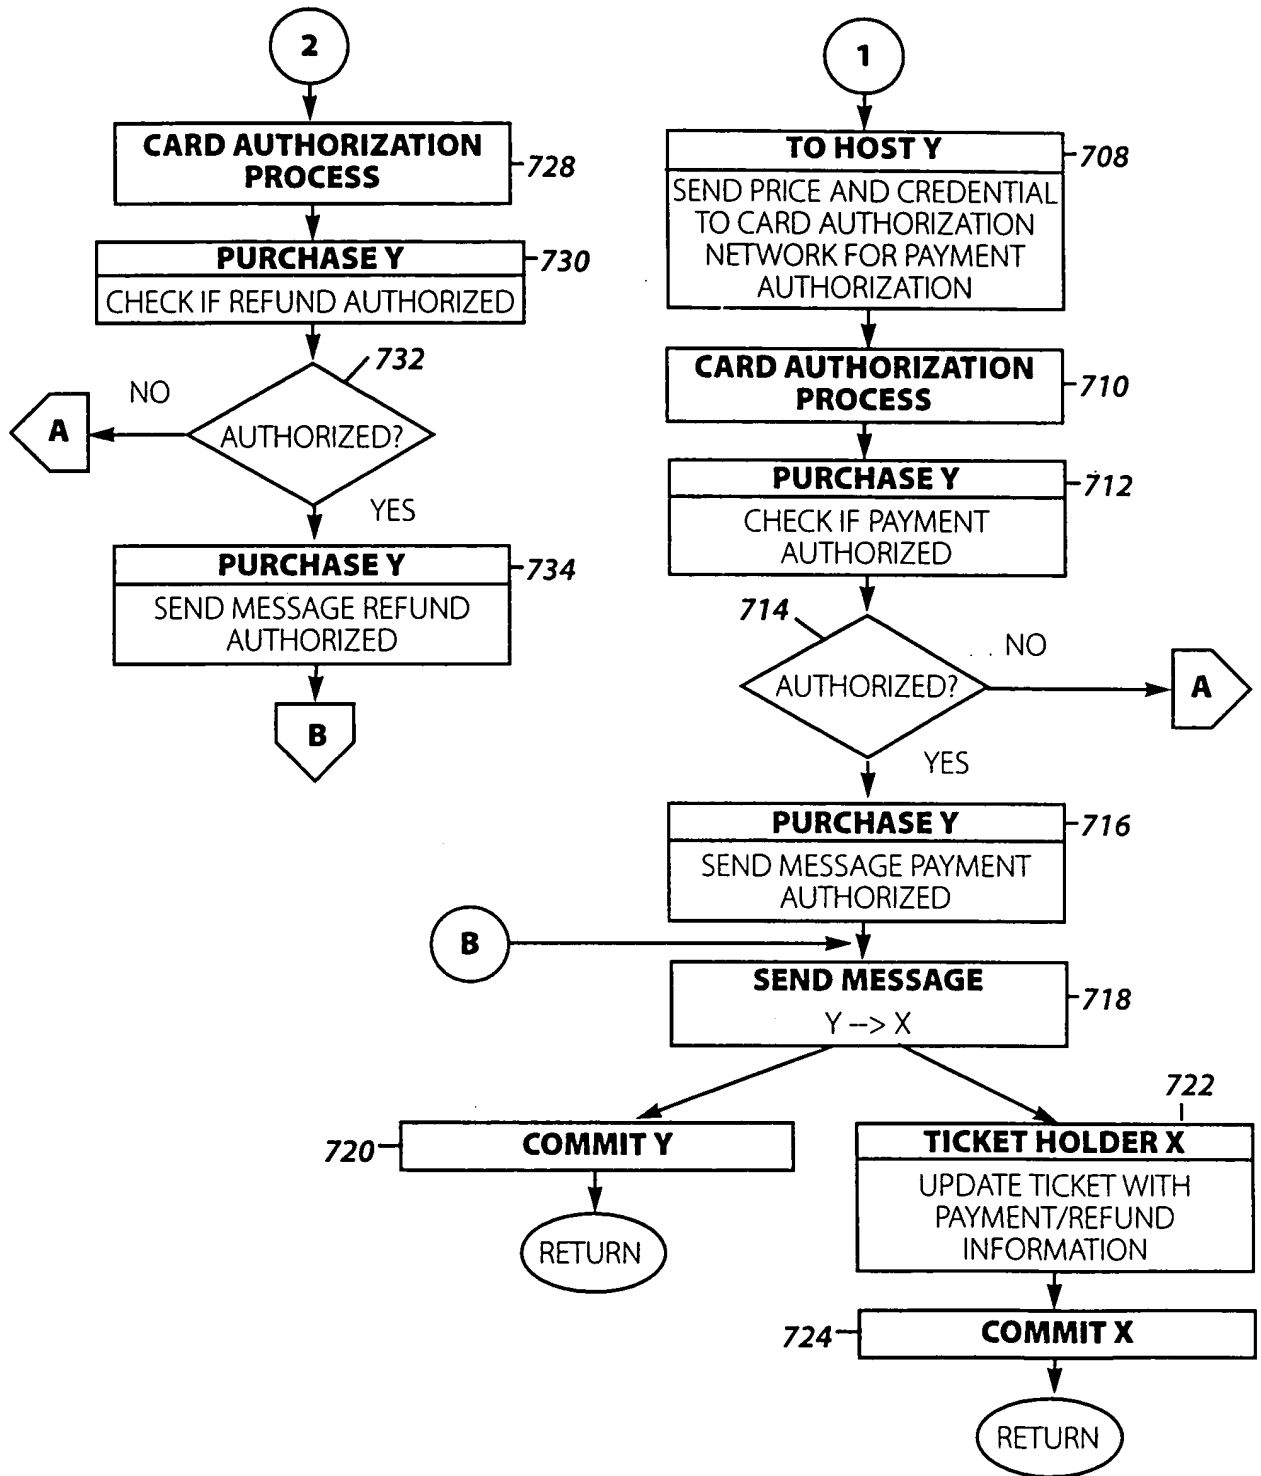 2
CARD AUTHORIZATION
PROCESS
728
PURCHASE Y
730
CHECK IF REFUND AUTHORIZED
732
NO
A
AUTHORIZED?
YES
PURCHASE Y
734
SEND MESSAGE REFUND
AUTHORIZED
B
1
TO HOST Y
708
SEND PRICE AND CREDENTIAL
TO CARD AUTHORIZATION
NETWORK FOR PAYMENT
AUTHORIZATION
CARD AUTHORIZATION
PROCESS
710
PURCHASE Y
712
CHECK IF PAYMENT
AUTHORIZED
714
NO
AUTHORIZED?
A
YES
PURCHASE Y
716
SEND MESSAGE PAYMENT
AUTHORIZED
B
SEND MESSAGE
718
Y --> X
720
COMMIT Y
RETURN
722
TICKET HOLDER X
UPDATE TICKET WITH
PAYMENT/REFUND
INFORMATION
724
COMMIT X
RETURN